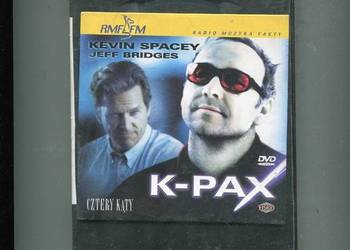 RMF FM
RADIO MUZYKA FAKTY
KEVIN SPACEY
JEFF BRIDGES
DVD
K-PAX
CZTERY KĄTY